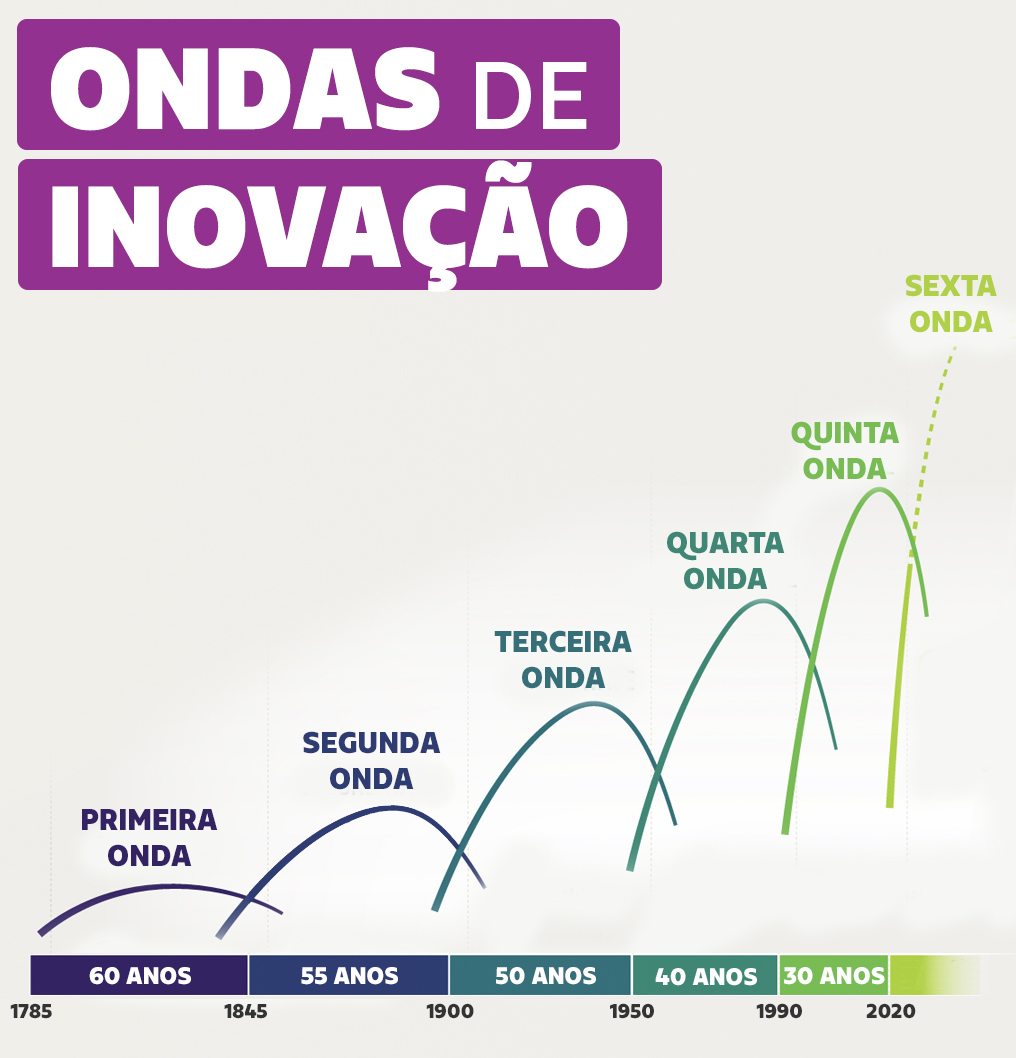 ONDAS DE
INOVAÇÃO
SEXTA
ONDA
QUINTA
ONDA
QUARTA
ONDA
TERCEIRA
ONDA
SEGUNDA
ONDA
PRIMEIRA
ONDA
60 ANOS 55 ANOS 50 ANOS 40 ANOS 30 ANOS
1785 1845 1900 1950 1990 2020